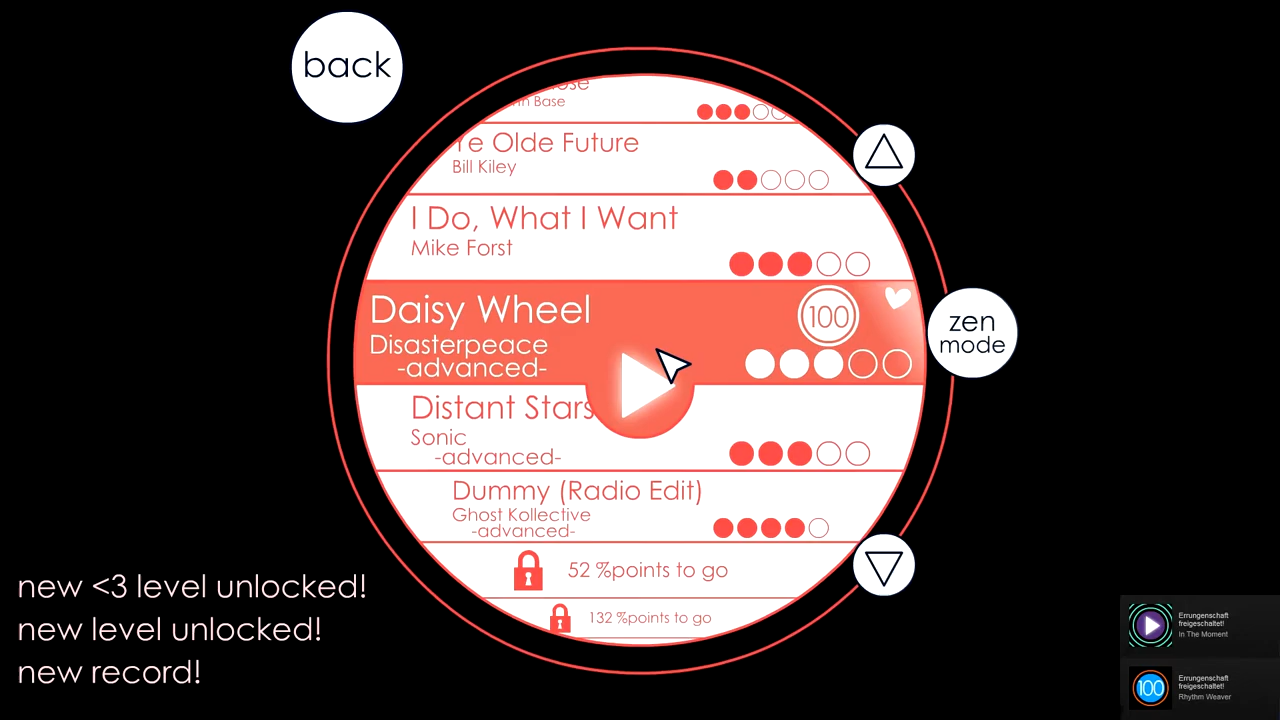 back
Base
Ye Olde Future
Bill Kiley
I Do, What I Want
Mike Forst
Daisy Wheel
100
Disasterpeace
-advanced-
zen
mode
Distant Stars
Sonic
-advanced-
Dummy (Radio Edit)
Ghost Kollective
-advanced-
52 %points to go
132 %points to go
new <3 level unlocked!
new level unlocked!
new record!
Errungenschaft
freigeschaltet!
In The Moment
100
Errungenschaft
freigeschaltet!
Rhythm Weaver